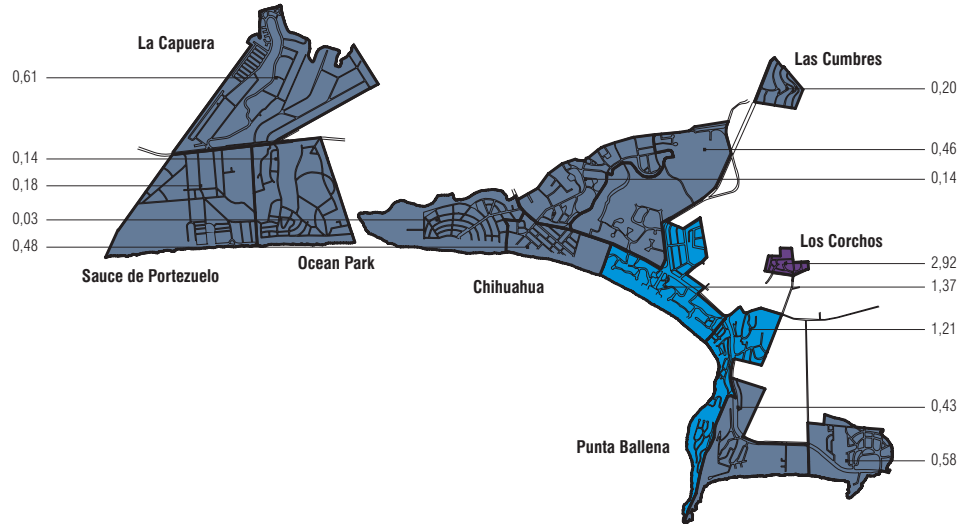 La Capuera
Las Cumbres
0,61
0,20
0,14
0,46
0,18
0,14
0,03
0,48
Sauce de Portezuelo
Ocean Park
Chihuahua
Los Corchos
2,92
1,37
1,21
0,43
Punta Ballena
0,58